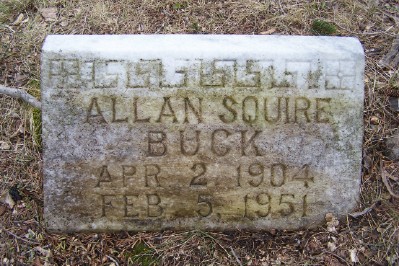 ALLAN SQUIRE
BUCK
APR 2, 1904
FEB 5, 1951